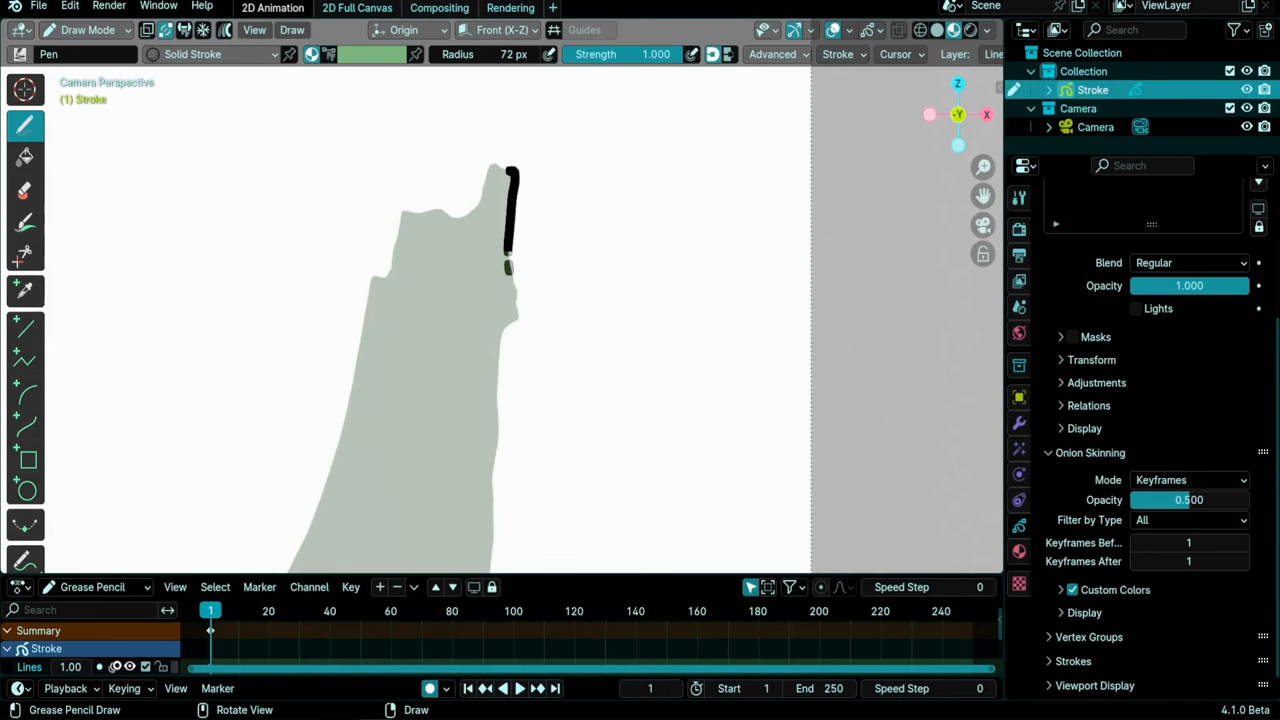 File Edit Render Window Help 2D Animation 2D Full Canvas Compositing Rendering + Scene ViewLayer
Draw Mode View Draw Origin Front (X-Z) Guides Search
Pen Solid Stroke Radius 72 px Strength 1.000 Advanced Stroke Cursor Layer: Line
Camera Perspective
(1) Stroke
Z
-Y
X
Scene Collection
Collection
Stroke
Camera
Camera
Search
Blend Regular
Opacity 1.000
Lights
Masks
Transform
Adjustments
Relations
Display
Onion Skinning
Mode Keyframes
Opacity 0.500
Filter by Type All
Keyframes Bef... 1
Keyframes After 1
Custom Colors
Display
Vertex Groups
Strokes
Viewport Display
Grease Pencil View Select Marker Channel Key Speed Step 0
Search 1 20 40 60 80 100 120 140 160 180 200 220 240
Summary
Stroke
Lines 1.00
Playback Keying View Marker 1 Start 1 End 250 Speed Step 0
Grease Pencil Draw Rotate View Draw 4.1.0 Beta